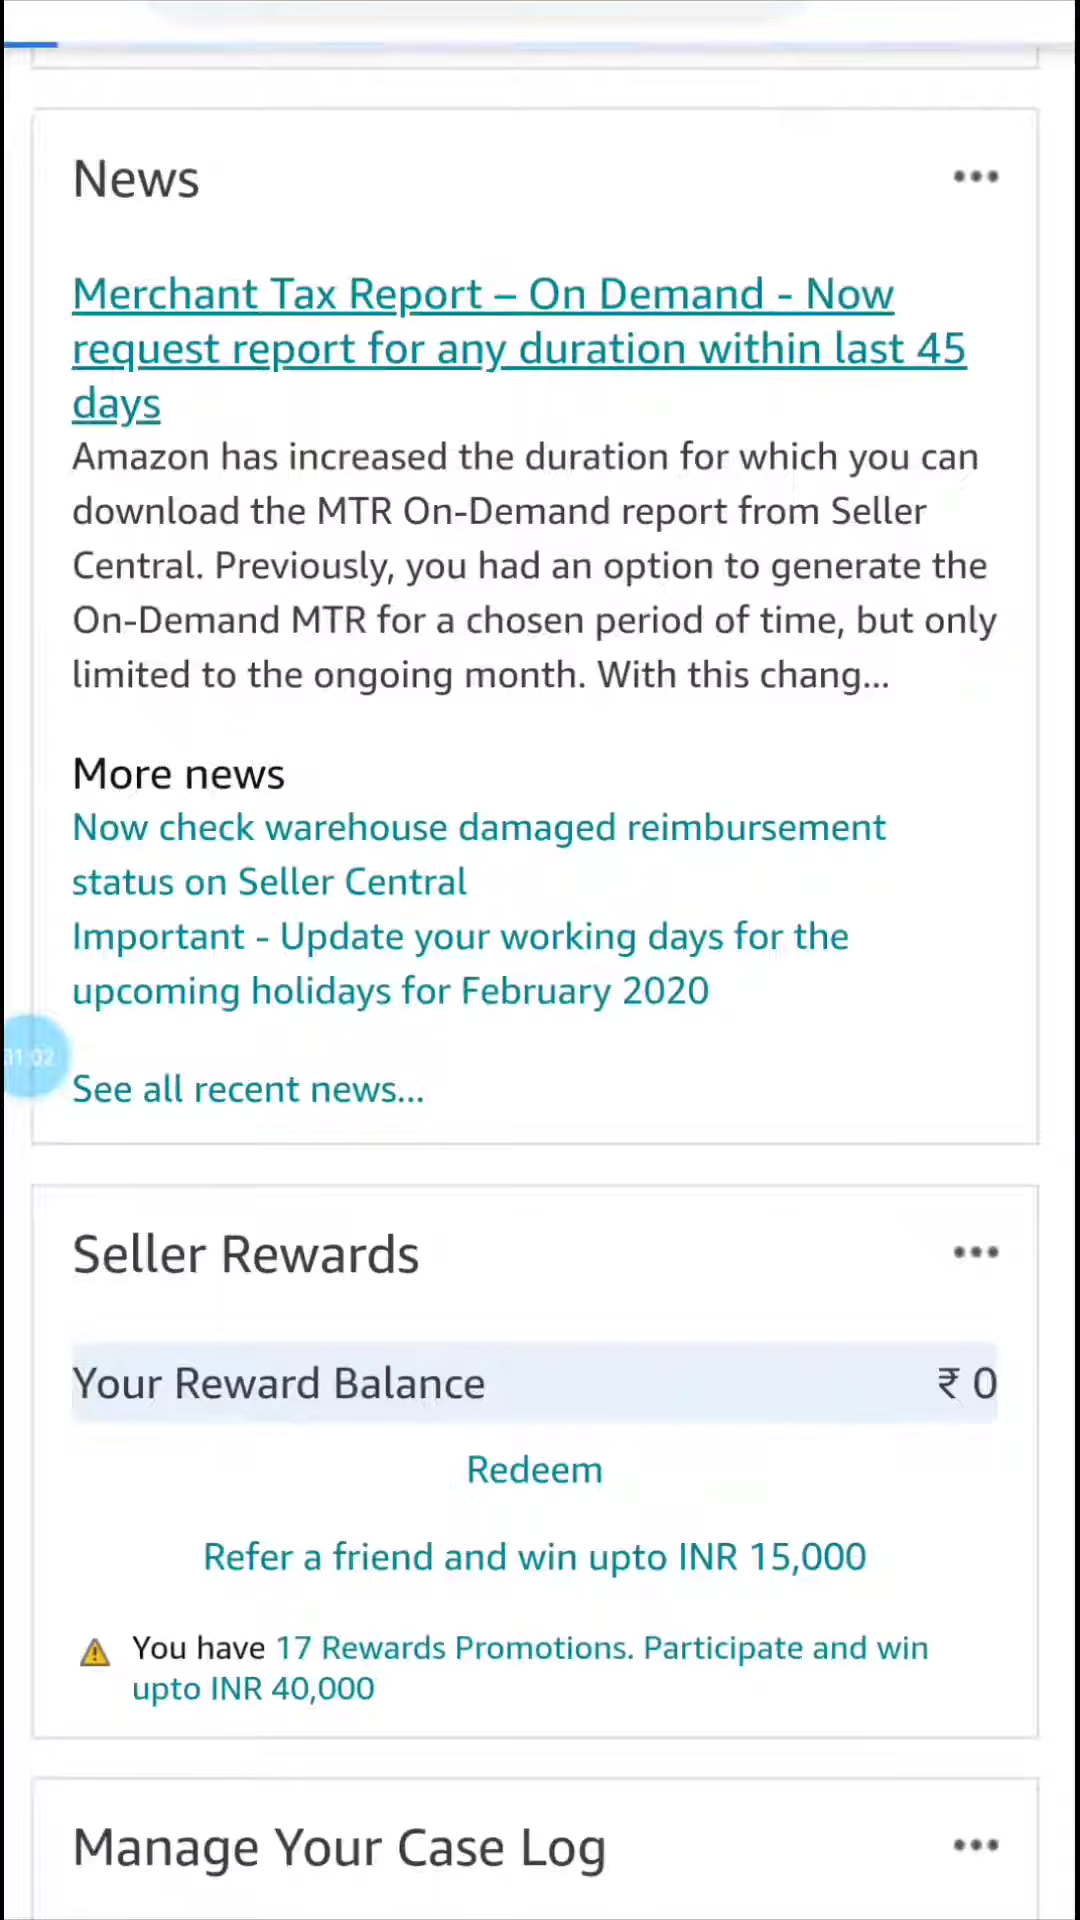 News
Merchant Tax Report – On Demand - Now
request report for any duration within last 45
days
Amazon has increased the duration for which you can
download the MTR On-Demand report from Seller
Central. Previously, you had an option to generate the
On-Demand MTR for a chosen period of time, but only
limited to the ongoing month. With this chang...
More news
Now check warehouse damaged reimbursement
status on Seller Central
Important - Update your working days for the
upcoming holidays for February 2020
01:02
See all recent news...
Seller Rewards
Your Reward Balance ₹ 0
Redeem
Refer a friend and win upto INR 15,000
You have 17 Rewards Promotions. Participate and win
upto INR 40,000
Manage Your Case Log